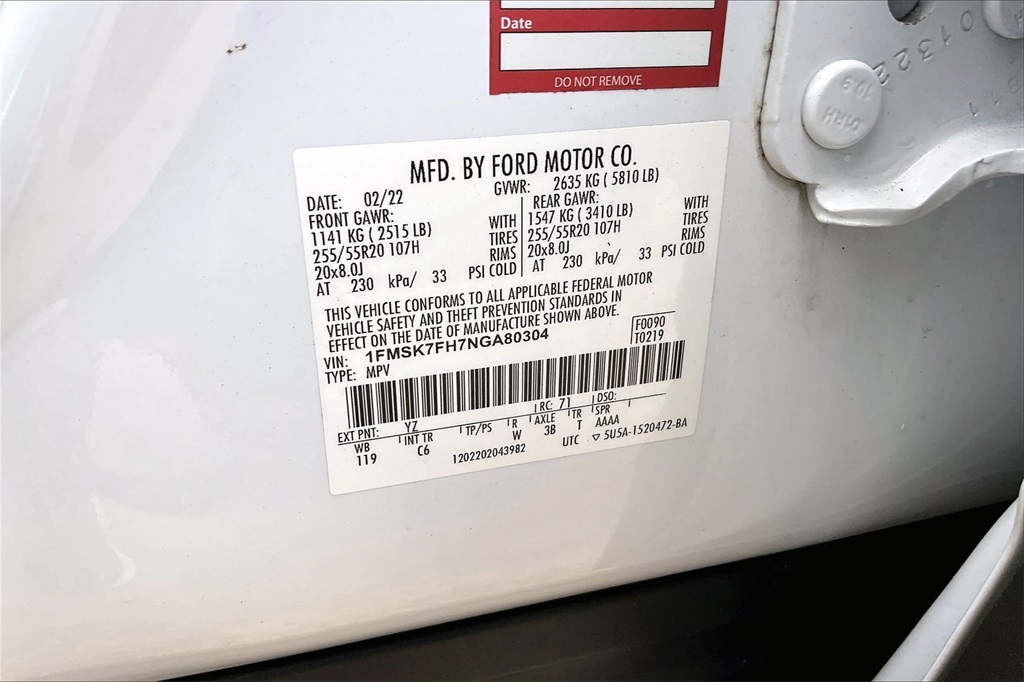 Date
DO NOT REMOVE
MFD. BY FORD MOTOR CO.
DATE: 02/22 GVWR: 2635 KG ( 5810 LB)
FRONT GAWR:
1141 KG ( 2515 LB) WITH
255/55R20 107H TIRES
20x8.0J RIMS
AT 230 kPa/ 33 PSI COLD
REAR GAWR:
1547 KG ( 3410 LB) WITH
255/55R20 107H TIRES
20x8.0J RIMS
AT 230 kPa/ 33 PSI COLD
THIS VEHICLE CONFORMS TO ALL APPLICABLE FEDERAL MOTOR
VEHICLE SAFETY AND THEFT PREVENTION STANDARDS IN
EFFECT ON THE DATE OF MANUFACTURE SHOWN ABOVE.
VIN: 1FMSK7FH7NGA80304 F0090
TYPE: MPV T0219
EXT PNT: YZ RC: 71 DSO:
WB INT TR TP/PS R AXLE TR SPR
119 C6 W 3B T AAAA
1202202043982 UTC ▽ 5U5A-1520472-BA
10.9